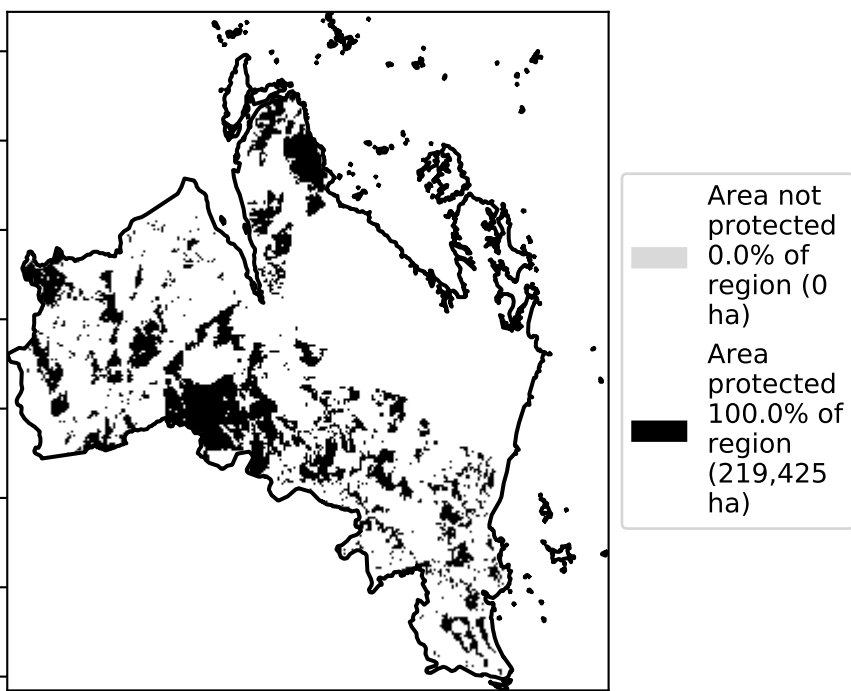 Area not
protected
0.0% of
region (0
ha)
Area
protected
100.0% of
region
(219,425
ha)